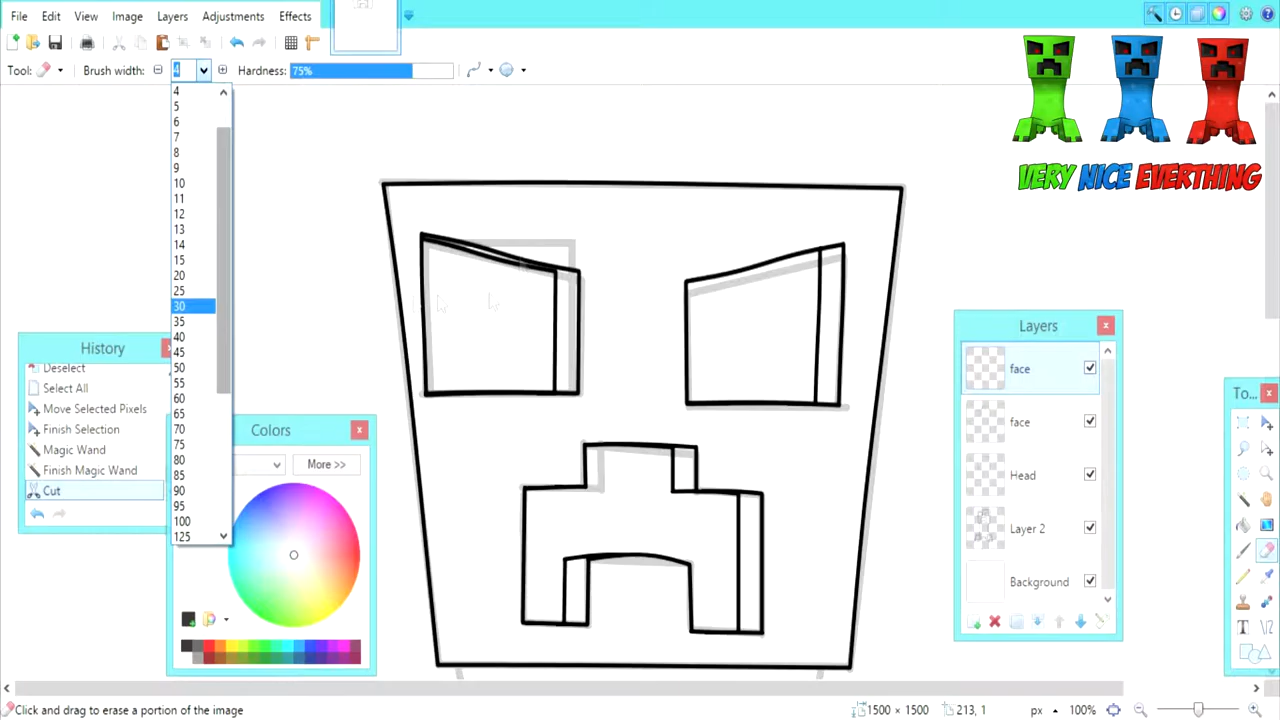 File Edit View Image Layers Adjustments Effects
Tool: Brush width: 4 Hardness: 75%
4
5
6
7
8
9
10
11
12
13
14
15
20
25
30
35
40
45
50
55
60
65
70
75
80
85
90
95
100
125
VERY NICE EVERTHING
History
Deselect
Select All
Move Selected Pixels
Finish Selection
Magic Wand
Finish Magic Wand
Cut
Colors
More >>
Layers
face
face
Head
Layer 2
Background
To...
Click and drag to erase a portion of the image
1500 × 1500
213, 1
px
100%